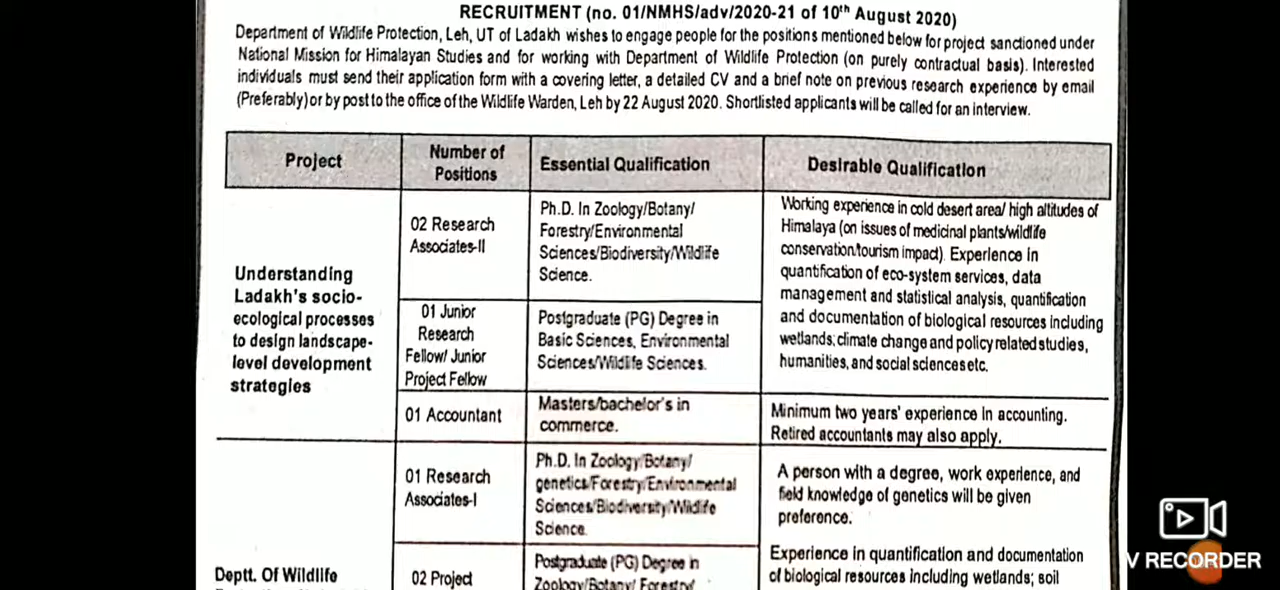 RECRUITMENT (no. 01/NMHS/adv/2020-21 of 10th August 2020)
Department of Wildlife Protection, Leh, UT of Ladakh wishes to engage people for the positions mentioned below for project sanctioned under
National Mission for Himalayan Studies and for working with Department of Wildlife Protection (on purely contractual basis). Interested
individuals must send their application form with a covering letter, a detailed CV and a brief note on previous research experience by email
(Preferably) or by post to the office of the Wildlife Warden, Leh by 22 August 2020. Shortlisted applicants will be called for an interview.
Project
Number of
Positions
Essential Qualification
Desirable Qualification
Understanding
Ladakh's socio-
ecological processes
to design landscape-
level development
strategies
02 Research
Associates-II
Ph.D. In Zoology/Botany/
Forestry/Environmental
Sciences/Biodiversity/Wildlife
Science.
Working experience in cold desert area/ high altitudes of
Himalaya (on issues of medicinal plants/wildlife
conservation/tourism impact). Experience in
quantification of eco-system services, data
management and statistical analysis, quantification
and documentation of biological resources including
wetlands; climate change and policy related studies,
humanities, and social sciences etc.
01 Junior
Research
Fellow/ Junior
Project Fellow
Postgraduate (PG) Degree in
Basic Sciences, Environmental
Sciences/Wildlife Sciences.
01 Accountant
Masters/bachelor's in
commerce.
Minimum two years' experience in accounting.
Retired accountants may also apply.
01 Research
Associates-I
Ph.D. In Zoology/Botany/
genetics/Forestry/Environmental
Sciences/Biodiversity/Wildlife
Science.
A person with a degree, work experience, and
field knowledge of genetics will be given
preference.
Deptt. Of Wildlife
02 Project
Postgraduate (PG) Degree in
Zoology/Botany/ Forestry/
Experience in quantification and documentation
of biological resources including wetlands; soil
V RECORDER